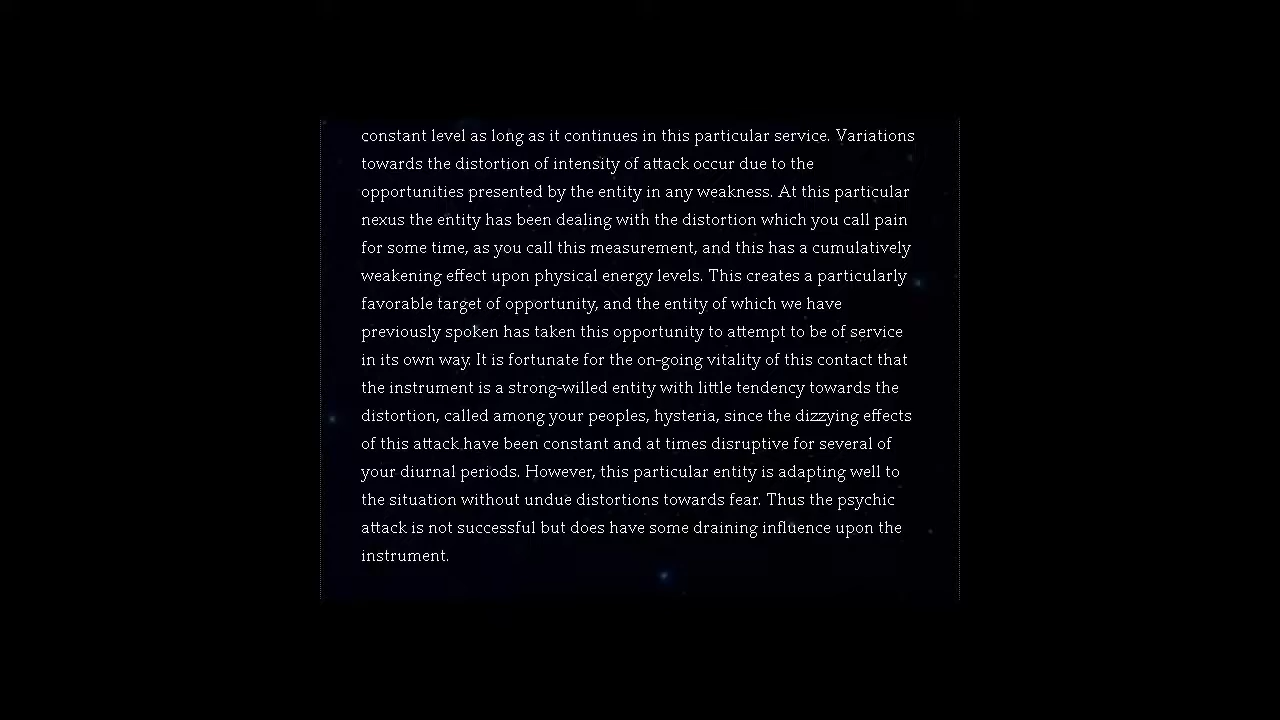 constant level as long as it continues in this particular service. Variations
towards the distortion of intensity of attack occur due to the
opportunities presented by the entity in any weakness. At this particular
nexus the entity has been dealing with the distortion which you call pain
for some time, as you call this measurement, and this has a cumulatively
weakening effect upon physical energy levels. This creates a particularly
favorable target of opportunity, and the entity of which we have
previously spoken has taken this opportunity to attempt to be of service
in its own way. It is fortunate for the on-going vitality of this contact that
the instrument is a strong-willed entity with little tendency towards the
distortion, called among your peoples, hysteria, since the dizzying effects
of this attack have been constant and at times disruptive for several of
your diurnal periods. However, this particular entity is adapting well to
the situation without undue distortions towards fear. Thus the psychic
attack is not successful but does have some draining influence upon the
instrument.